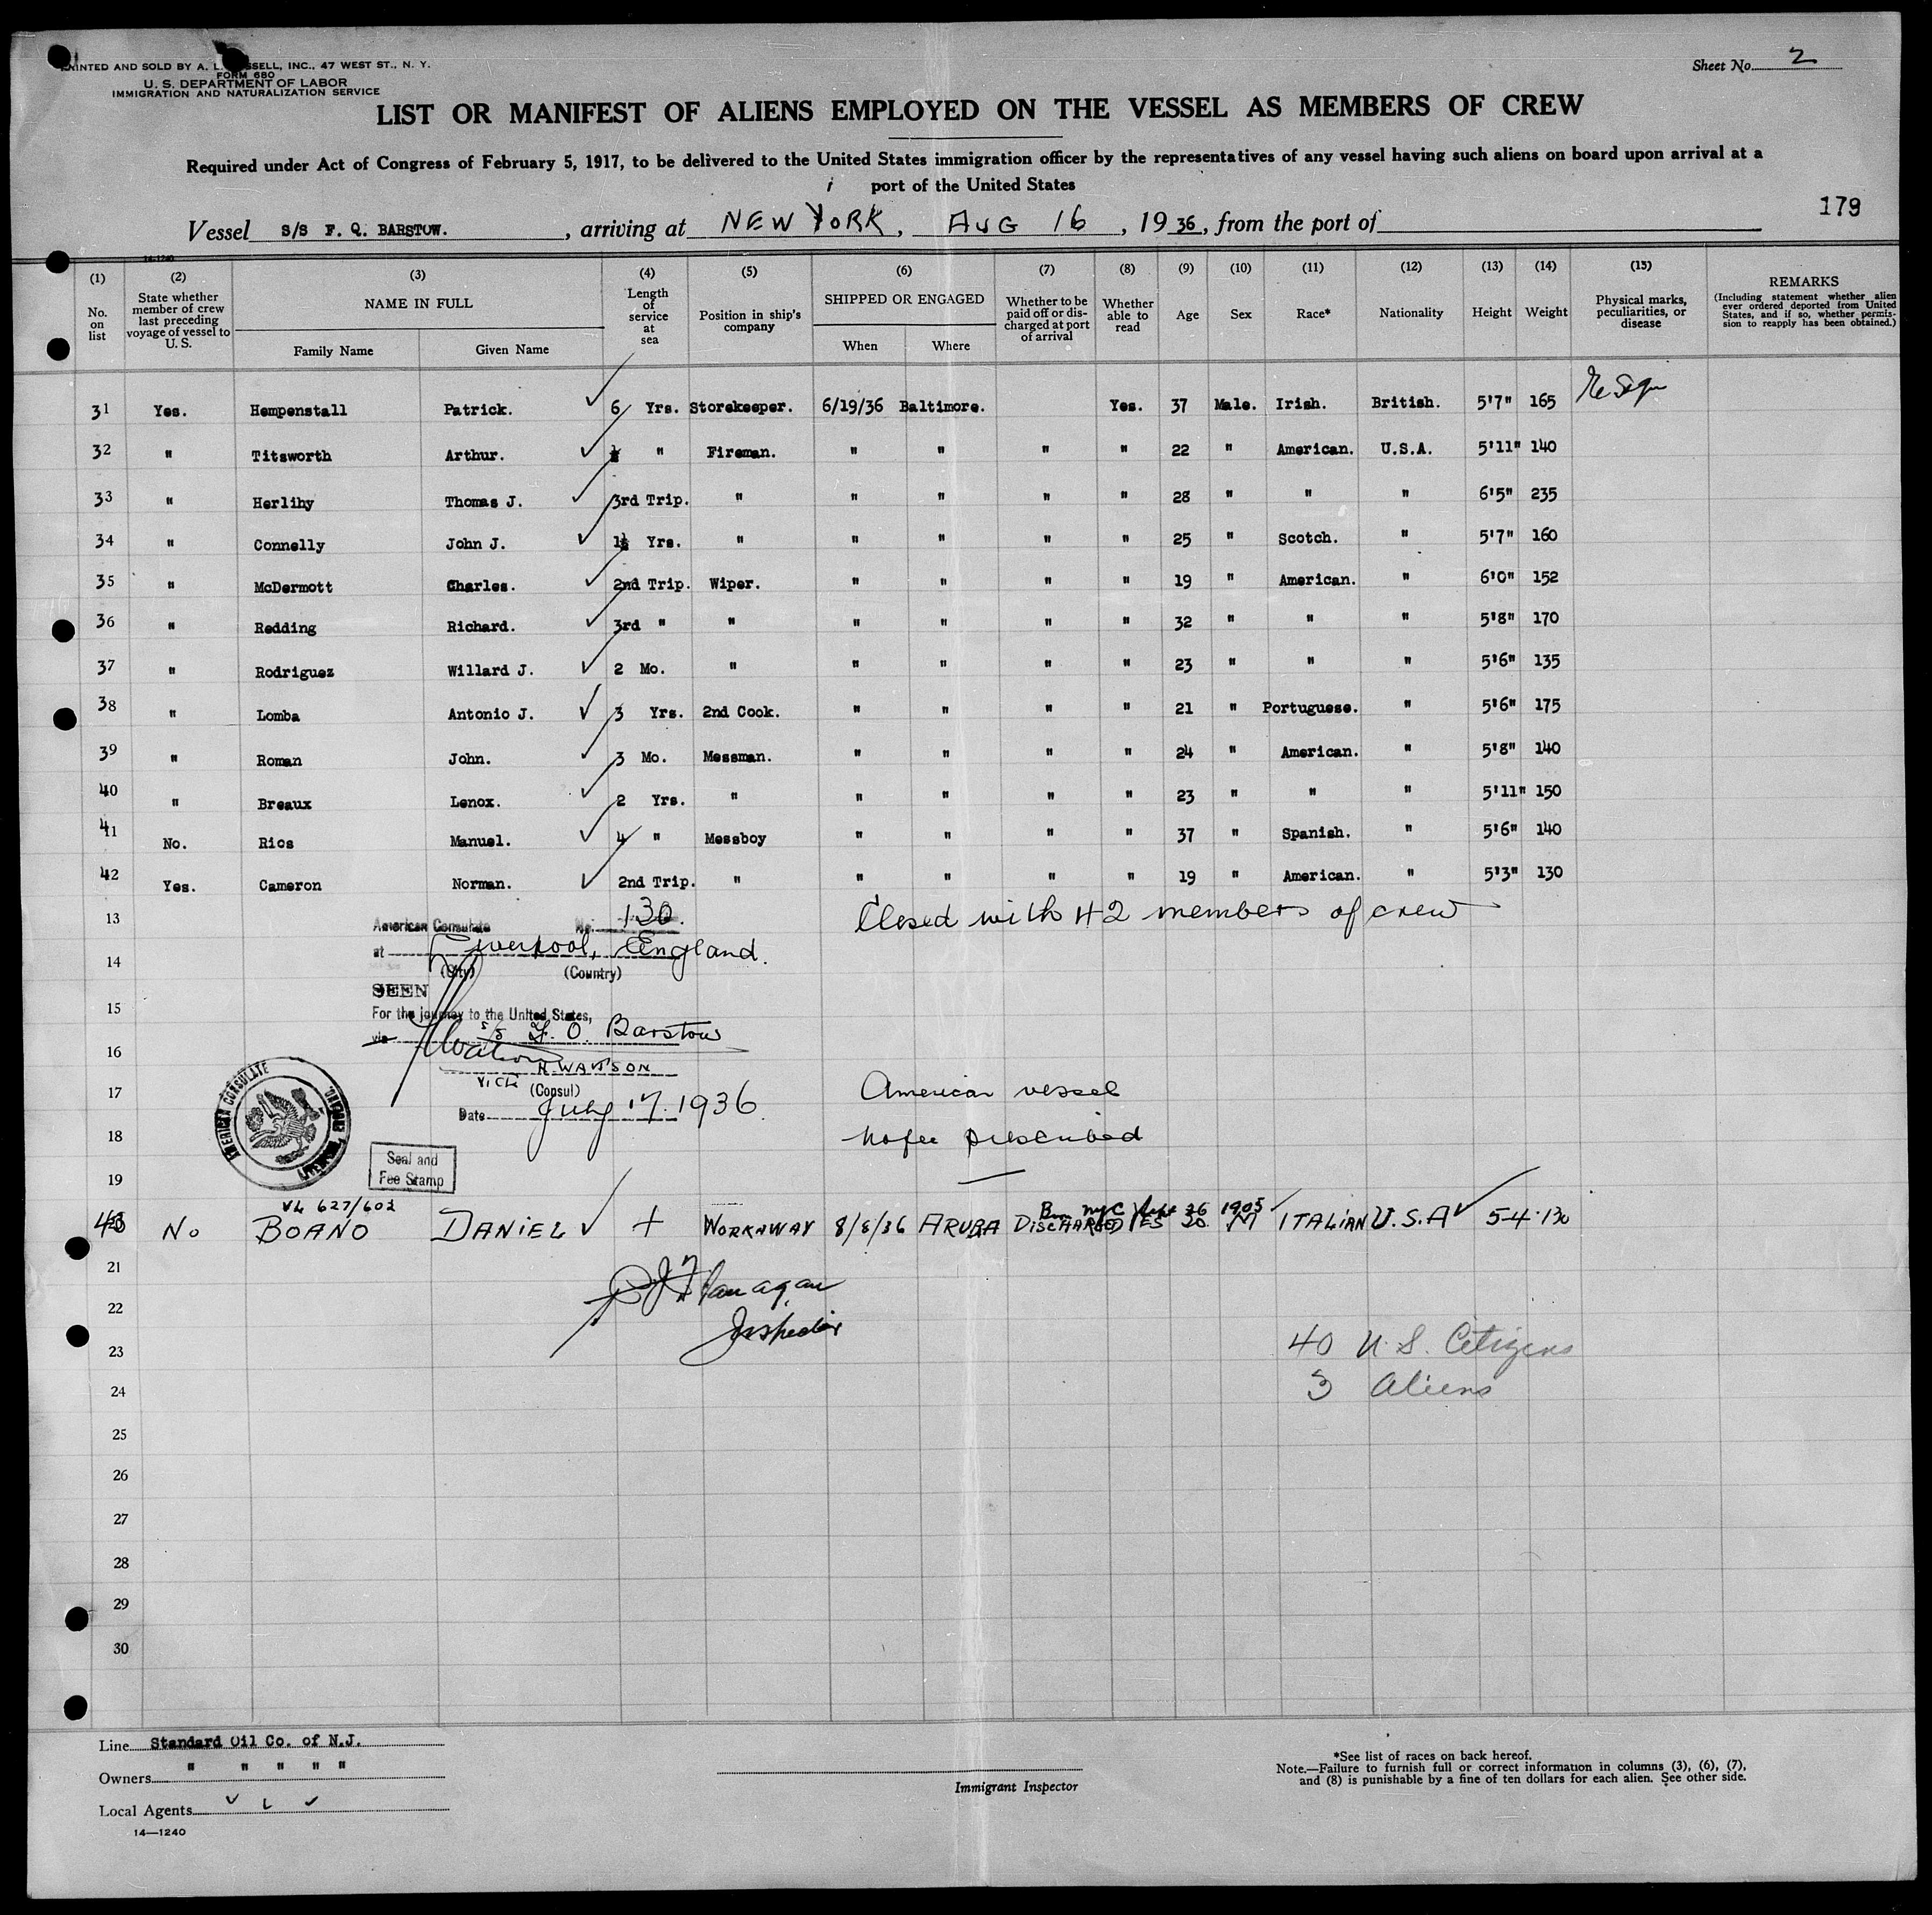 PRINTED AND SOLD BY A. L. RUSSELL, INC., 47 WEST ST., N. Y.
FORM 680
U. S. DEPARTMENT OF LABOR
IMMIGRATION AND NATURALIZATION SERVICE
Sheet No. 2
LIST OR MANIFEST OF ALIENS EMPLOYED ON THE VESSEL AS MEMBERS OF CREW
Required under Act of Congress of February 5, 1917, to be delivered to the United States immigration officer by the representatives of any vessel having such aliens on board upon arrival at a
port of the United States
179
Vessel S/S F. Q. BARSTOW. , arriving at NEW YORK, AUG 16 , 1936, from the port of
14-1240
(1) (2) (3) (4) (5) (6) (7) (8) (9) (10) (11) (12) (13) (14) (15)
No. on list
State whether member of crew last preceding voyage of vessel to U. S.
NAME IN FULL
Family Name Given Name
Length of service at sea
Position in ship's company
SHIPPED OR ENGAGED
When Where
Whether to be paid off or discharged at port of arrival
Whether able to read
Age
Sex
Race*
Nationality
Height
Weight
Physical marks, peculiarities, or disease
REMARKS
(Including statement whether alien ever ordered deported from United States, and if so, whether permission to reapply has been obtained.)
31 Yes. Hempenstall Patrick. 6 Yrs. Storekeeper. 6/19/36 Baltimore. Yes. 37 Male. Irish. British. 5'7" 165
32 " Titsworth Arthur. ½ " Fireman. " " " " 22 " American. U.S.A. 5'11" 140
33 " Herlihy Thomas J. 3rd Trip. " " " " " 28 " " " 6'5" 235
34 " Connelly John J. 1½ Yrs. " " " " " 25 " Scotch. " 5'7" 160
35 " McDermott Charles. 2nd Trip. Wiper. " " " " 19 " American. " 6'0" 152
36 " Redding Richard. 3rd " " " " " " 32 " " " 5'8" 170
37 " Rodriguez Willard J. 2 Mo. " " " " " 23 " " " 5'6" 135
38 " Lomba Antonio J. 3 Yrs. 2nd Cook. " " " " 21 " Portuguese. " 5'6" 175
39 " Roman John. 3 Mo. Messman. " " " " 24 " American. " 5'8" 140
40 " Breaux Lenox. 2 Yrs. " " " " " 23 " " " 5'11" 150
41 No. Rios Manuel. 4 " Messboy " " " " 37 " Spanish. " 5'6" 140
42 Yes. Cameron Norman. 2nd Trip. " " " " " 19 " American. " 5'3" 130
13 American Consulate No. 130. Closed with 42 members of crew
at Liverpool, England.
14 (City) (Country)
SEEN
15 For the journey to the United States,
via S/S F. Q. Barstow
16
H. WATSON
VICE (Consul)
17 American vessel
Date July 17. 1936.
18 No fee prescribed
AMERICAN CONSULATE
LIVERPOOL, ENGLAND
Seal and
Fee Stamp
19
VL 627/602
Bn NYC Sept 26 1905
43 No BOANO DANIEL + WORKAWAY 8/8/36 ARUBA DISCHARGED YES 30 M ITALIAN U.S.A 5-4 130
21
R J Flanagan
22
Inspector
23 40 U. S. Citizens
24 3 Aliens
25
26
27
28
29
30
Line Standard Oil Co. of N.J.
Owners " " " " "
Local Agents
14—1240
Immigrant Inspector
*See list of races on back hereof.
Note.—Failure to furnish full or correct information in columns (3), (6), (7),
and (8) is punishable by a fine of ten dollars for each alien. See other side.